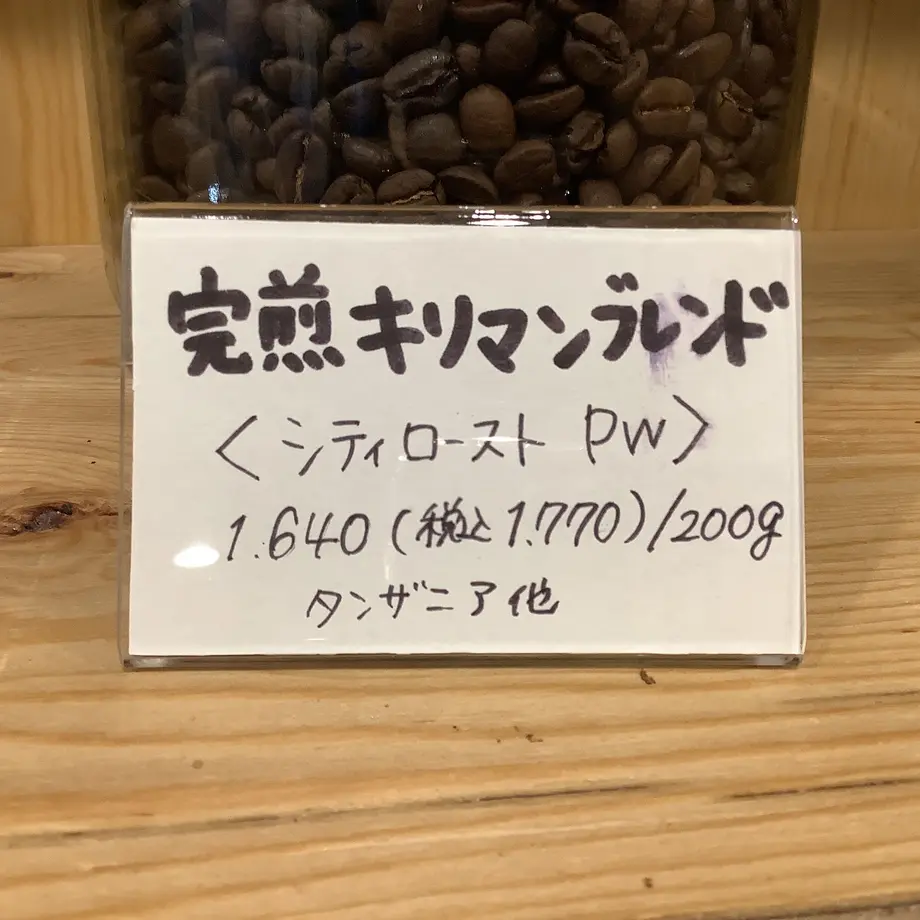 完煎キリマンブレンド
〈シティロースト PW〉
1.640(税込1.770)/200g
タンザニア他